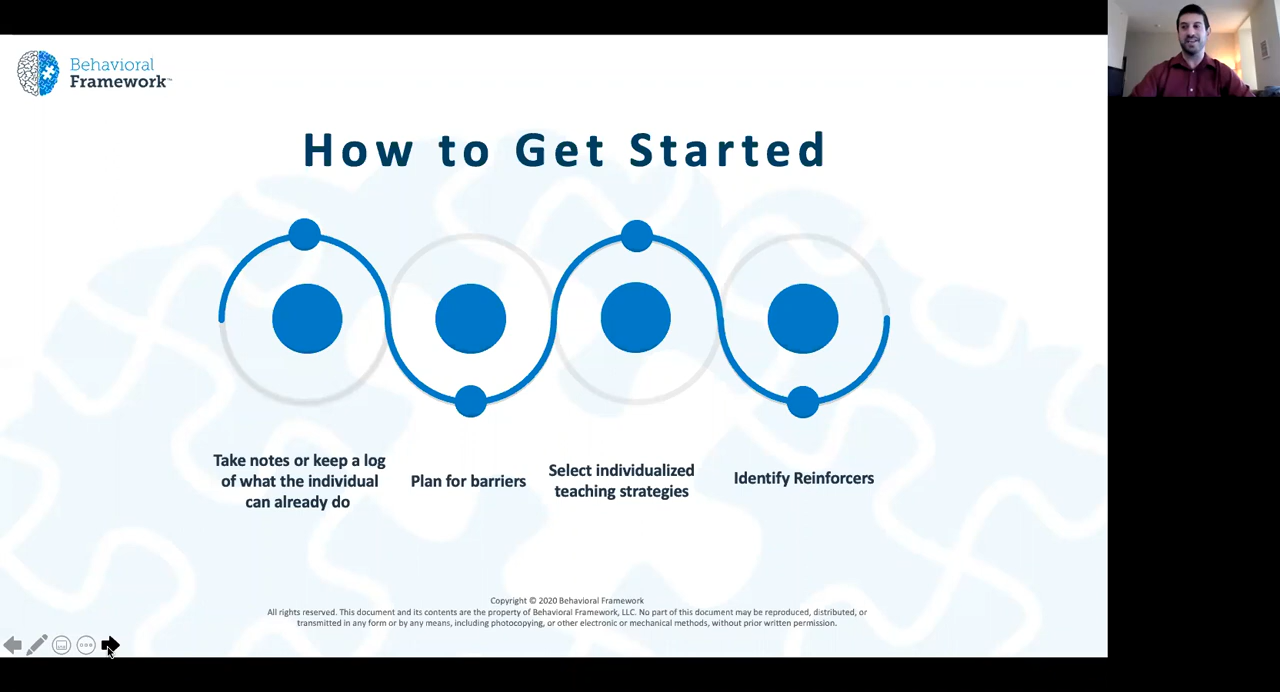 Behavioral
Framework™
How to Get Started
Take notes or keep a log
of what the individual
can already do
Plan for barriers
Select individualized
teaching strategies
Identify Reinforcers
Copyright © 2020 Behavioral Framework
All rights reserved. This document and its contents are the property of Behavioral Framework, LLC. No part of this document may be reproduced, distributed, or
transmitted in any form or by any means, including photocopying, or other electronic or mechanical methods, without prior written permission.